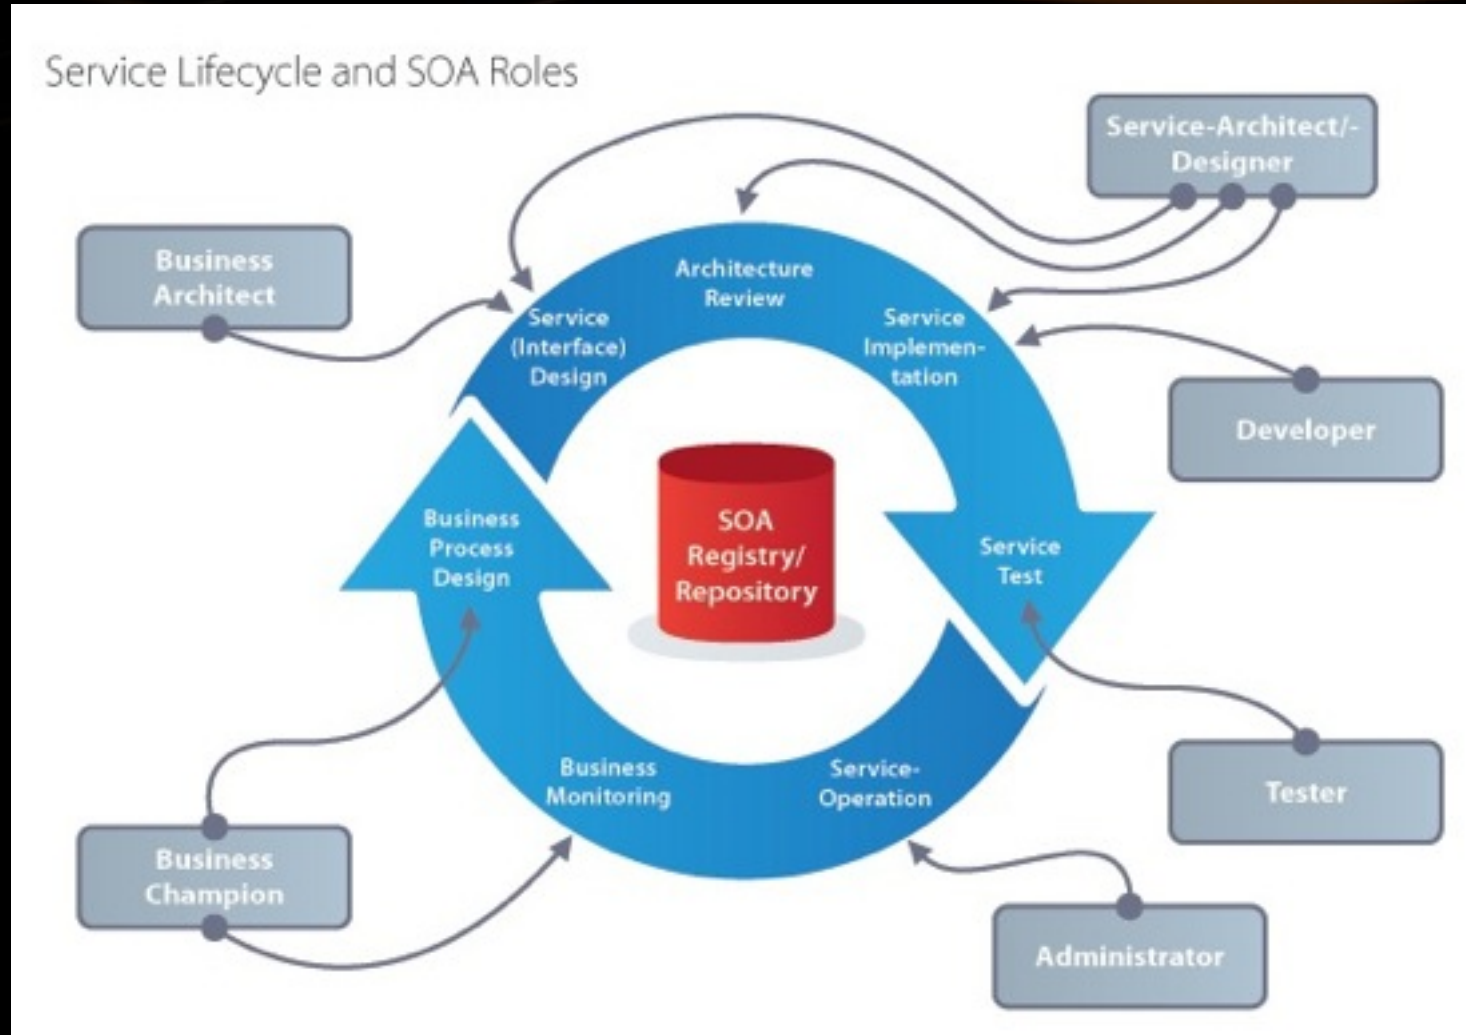 Service Lifecycle and SOA Roles
Service-Architect/-
Designer
Business
Architect
Architecture
Review
Service
(Interface)
Design
Service
Implemen-
tation
Developer
Business
Process
Design
SOA
Registry/
Repository
Service
Test
Business
Monitoring
Service-
Operation
Tester
Business
Champion
Administrator